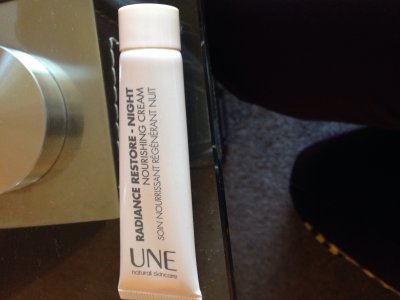 RADIANCE RESTORE - NIGHT
NOURISHING CREAM
SOIN NOURRISSANT RÉGÉNÉRANT NUIT
UNE
natural skincare